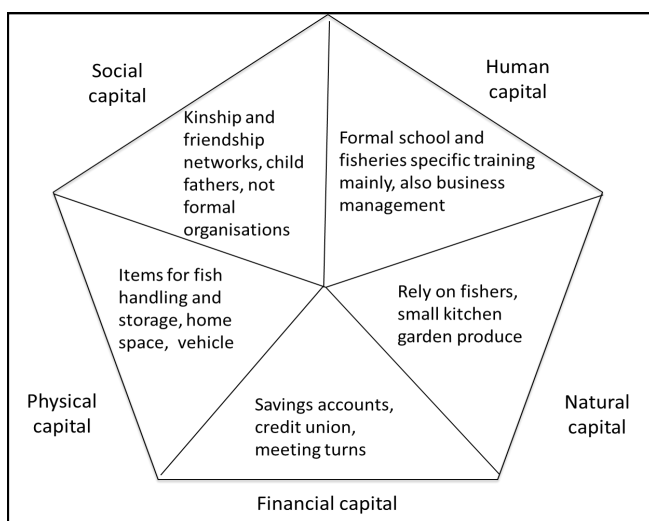 Social
capital
Human
capital
Kinship and
friendship
networks, child
fathers, not
formal
organisations
Formal school and
fisheries specific training
mainly, also business
management
Items for fish
handling and
storage, home
space, vehicle
Rely on fishers,
small kitchen
garden produce
Physical
capital
Savings accounts,
credit union,
meeting turns
Natural
capital
Financial capital